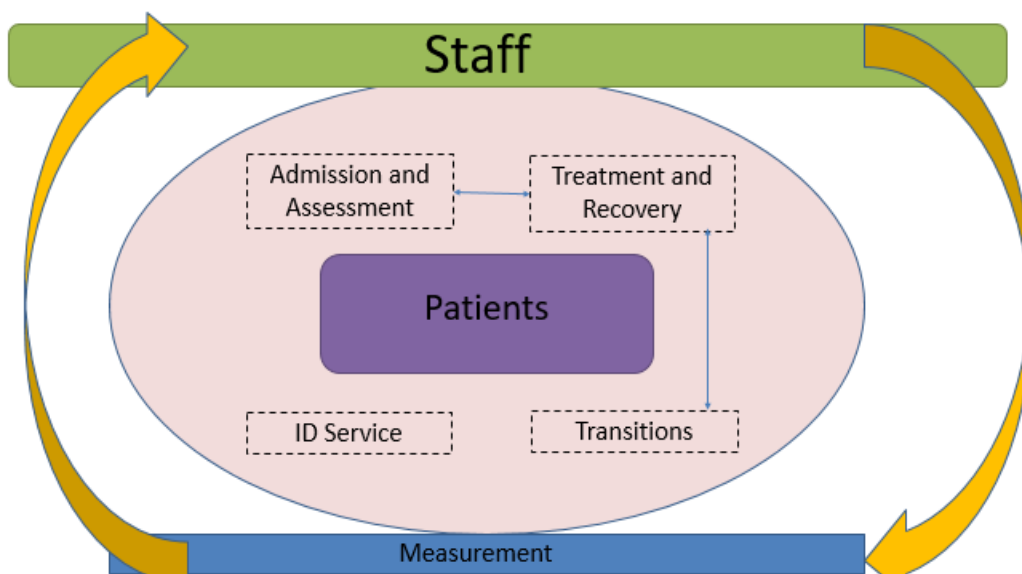 Staff
Admission and
Assessment
Treatment and
Recovery
Patients
ID Service
Transitions
Measurement